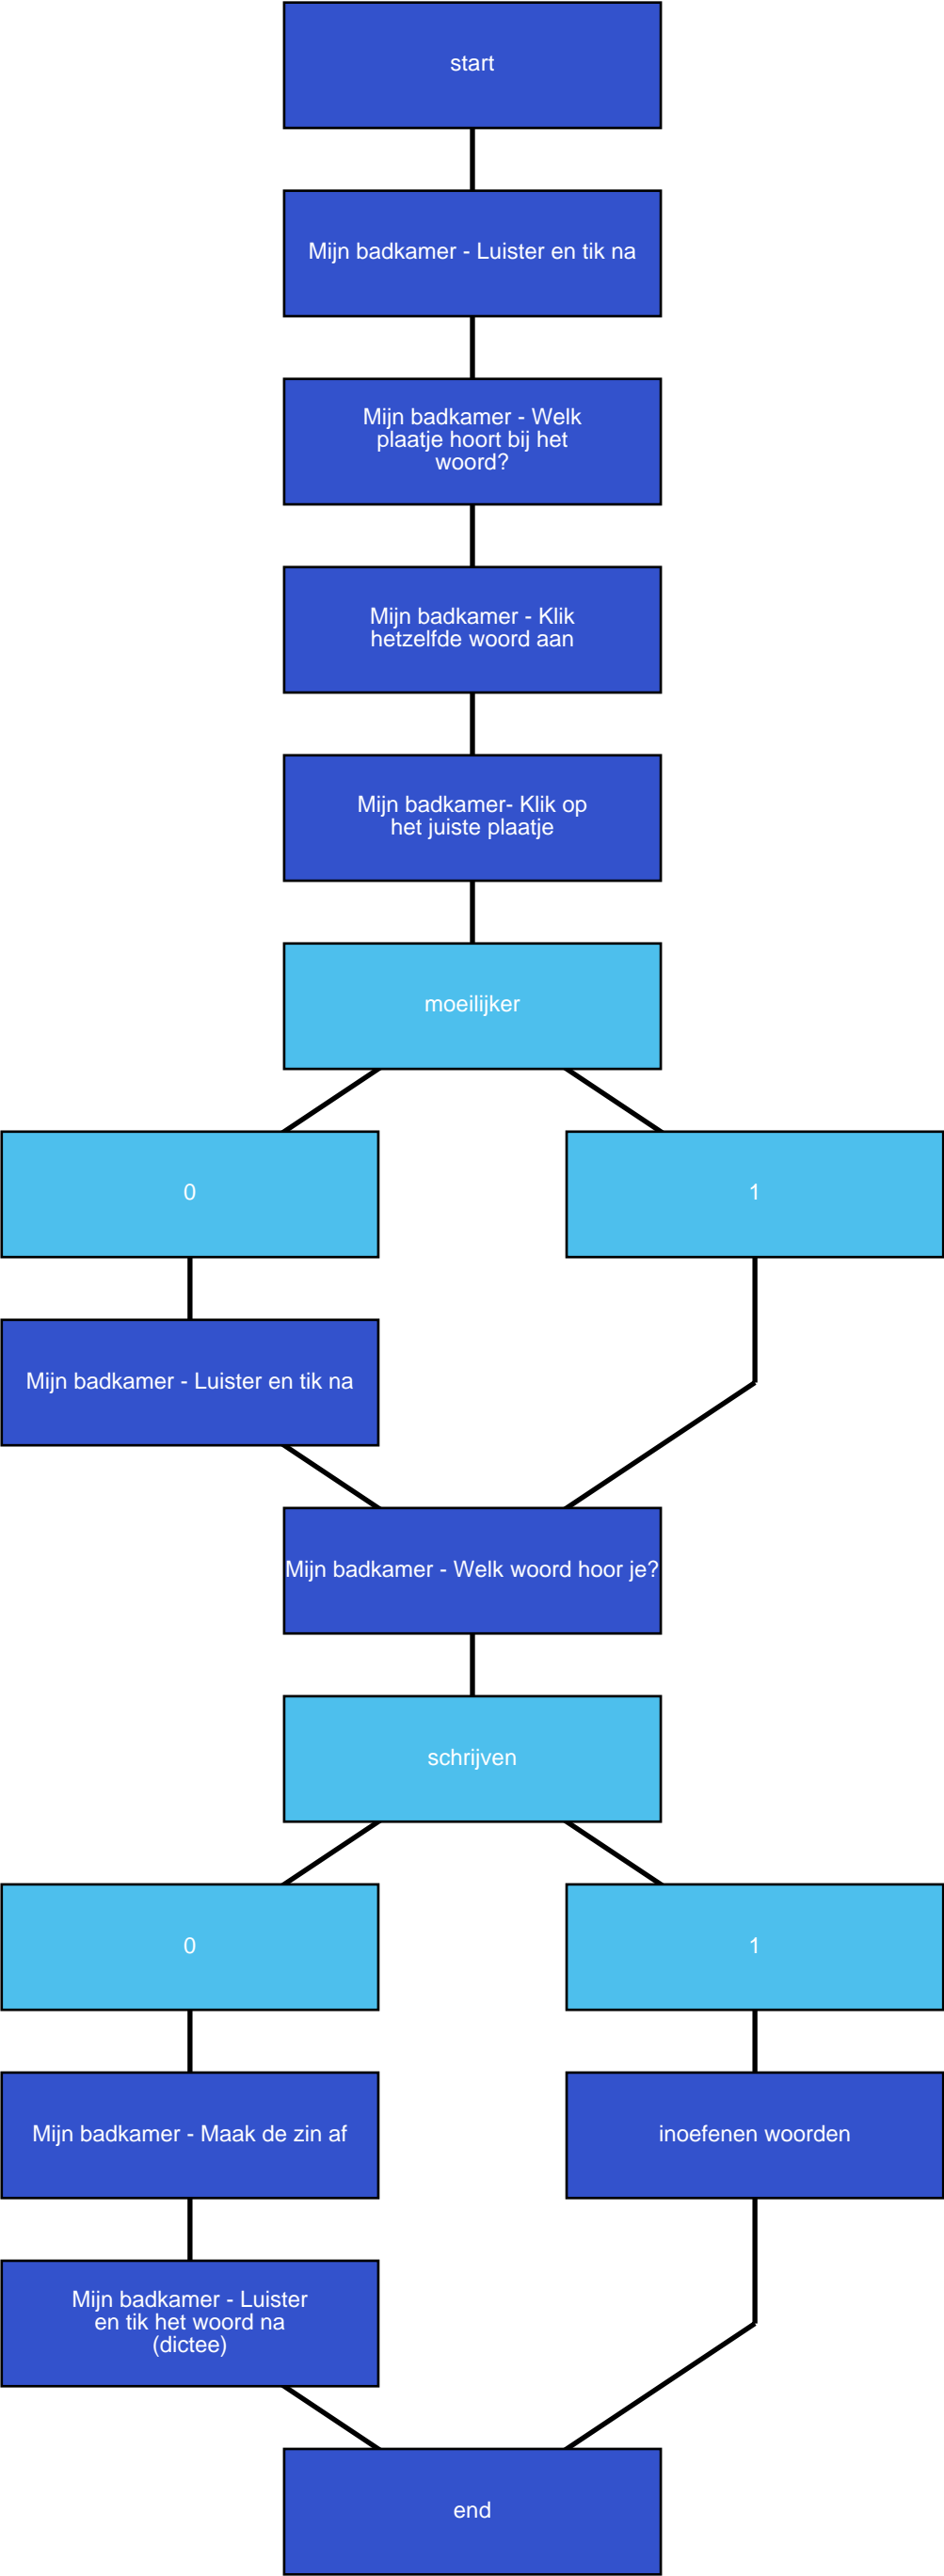 start
Mijn badkamer - Luister en tik na
Mijn badkamer - Welk
plaatje hoort bij het
woord?
Mijn badkamer - Klik
hetzelfde woord aan
Mijn badkamer- Klik op
het juiste plaatje
moeilijker
0
1
Mijn badkamer - Luister en tik na
Mijn badkamer - Welk woord hoor je?
schrijven
0
1
Mijn badkamer - Maak de zin af
inoefenen woorden
Mijn badkamer - Luister
en tik het woord na
(dictee)
end